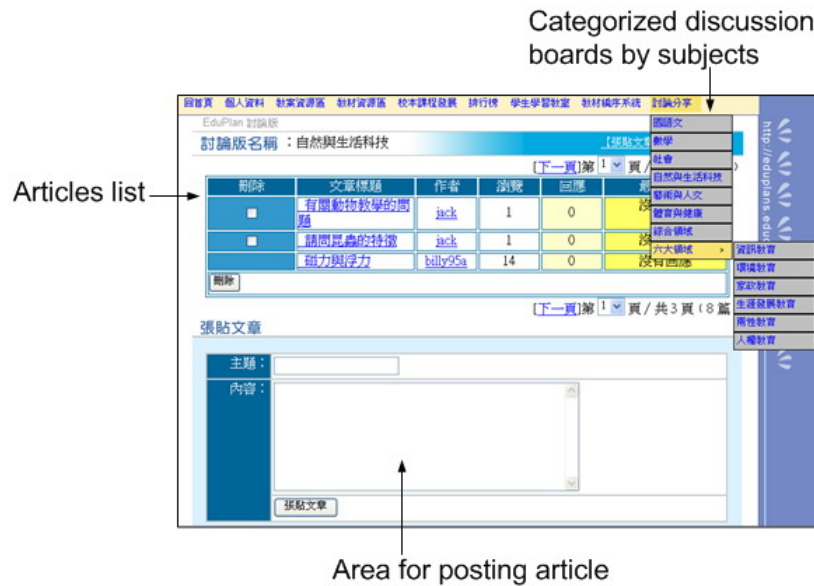 Categorized discussion
boards by subjects
回首頁 個人資料 教案資源區 教材資源區 校本課程發展 排行榜 學生學習教室 教材編序系統 討論分享
EduPlan 討論版
討論版名稱：自然與生活科技
【張貼文章
國語文
數學
社會
自然與生活科技
藝術與人文
體育與健康
綜合領域
六大領域
資訊教育
環境教育
家政教育
生涯發展教育
兩性教育
人權教育
http://eduplans.educ
[下一頁]第 1 頁/
Articles list
刪除 文章標題 作者 瀏覽 回應
有關動物教學的問題 jack 1 0
請問昆蟲的特徵 jack 1 0
磁力與浮力 billy95a 14 0 沒有回應
刪除
[下一頁]第 1 頁/共3頁(8篇
張貼文章
主題：
內容：
張貼文章
Area for posting article